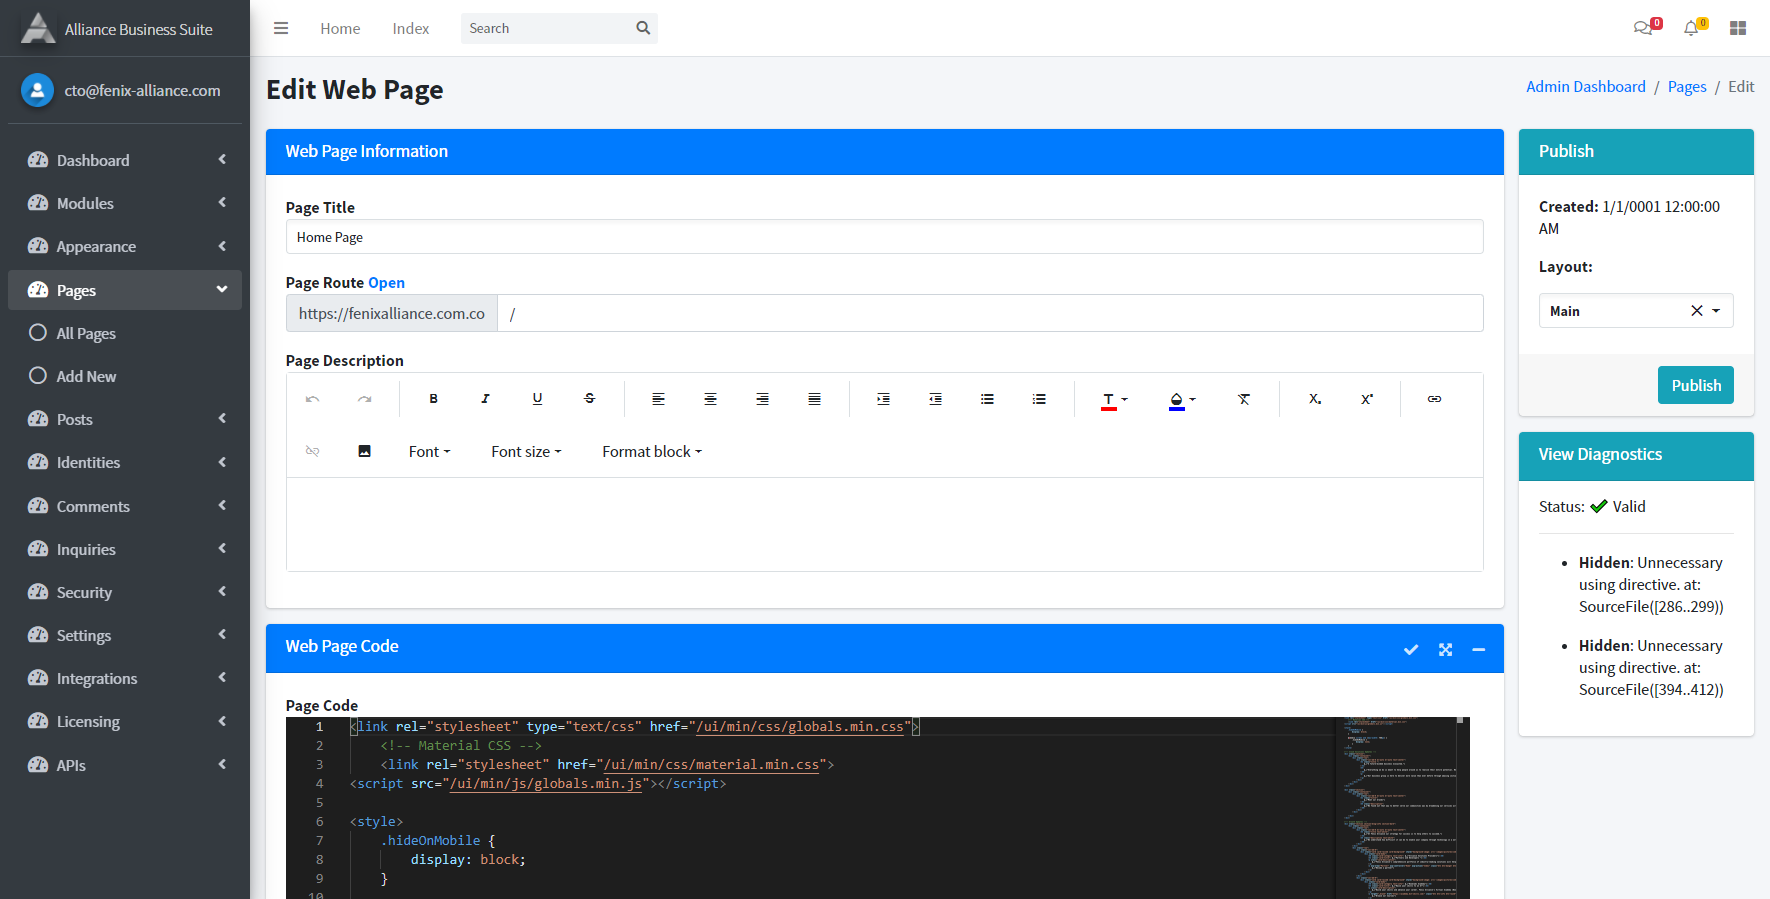 Alliance Business Suite
cto@fenix-alliance.com
Dashboard
Modules
Appearance
Pages
All Pages
Add New
Posts
Identities
Comments
Inquiries
Security
Settings
Integrations
Licensing
APIs
Home Index Search 0 0
Edit Web Page
Admin Dashboard / Pages / Edit
Web Page Information
Page Title
Home Page
Page Route Open
https://fenixalliance.com.co /
Page Description
B I U S T T X. X
Font Font size Format block
Web Page Code
Page Code
1 <link rel="stylesheet" type="text/css" href="/ui/min/css/globals.min.css">
2 <!-- Material CSS -->
3 <link rel="stylesheet" href="/ui/min/css/material.min.css">
4 <script src="/ui/min/js/globals.min.js"></script>
5
6 <style>
7 .hideOnMobile {
8 display: block;
9 }
10
Publish
Created: 1/1/0001 12:00:00
AM
Layout:
Main
Publish
View Diagnostics
Status: Valid
Hidden: Unnecessary
using directive. at:
SourceFile([286..299))
Hidden: Unnecessary
using directive. at:
SourceFile([394..412))